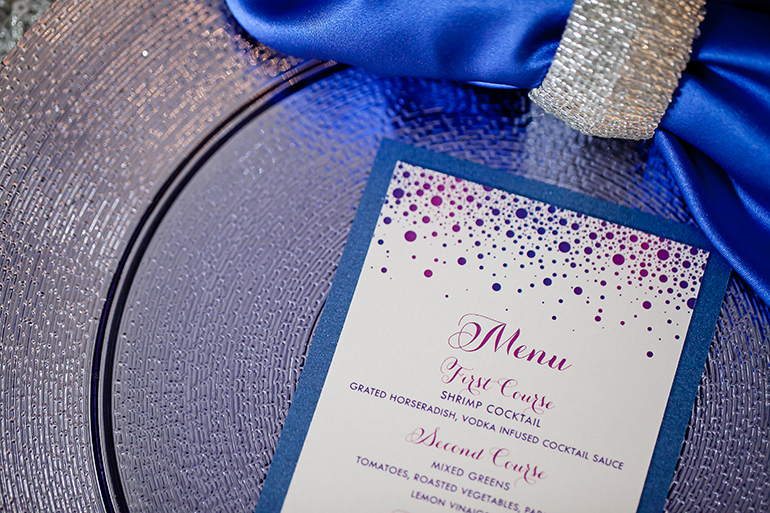 Menu
First Course
SHRIMP COCKTAIL
GRATED HORSERADISH, VODKA INFUSED COCKTAIL SAUCE
Second Course
MIXED GREENS
TOMATOES, ROASTED VEGETABLES,
LEMON